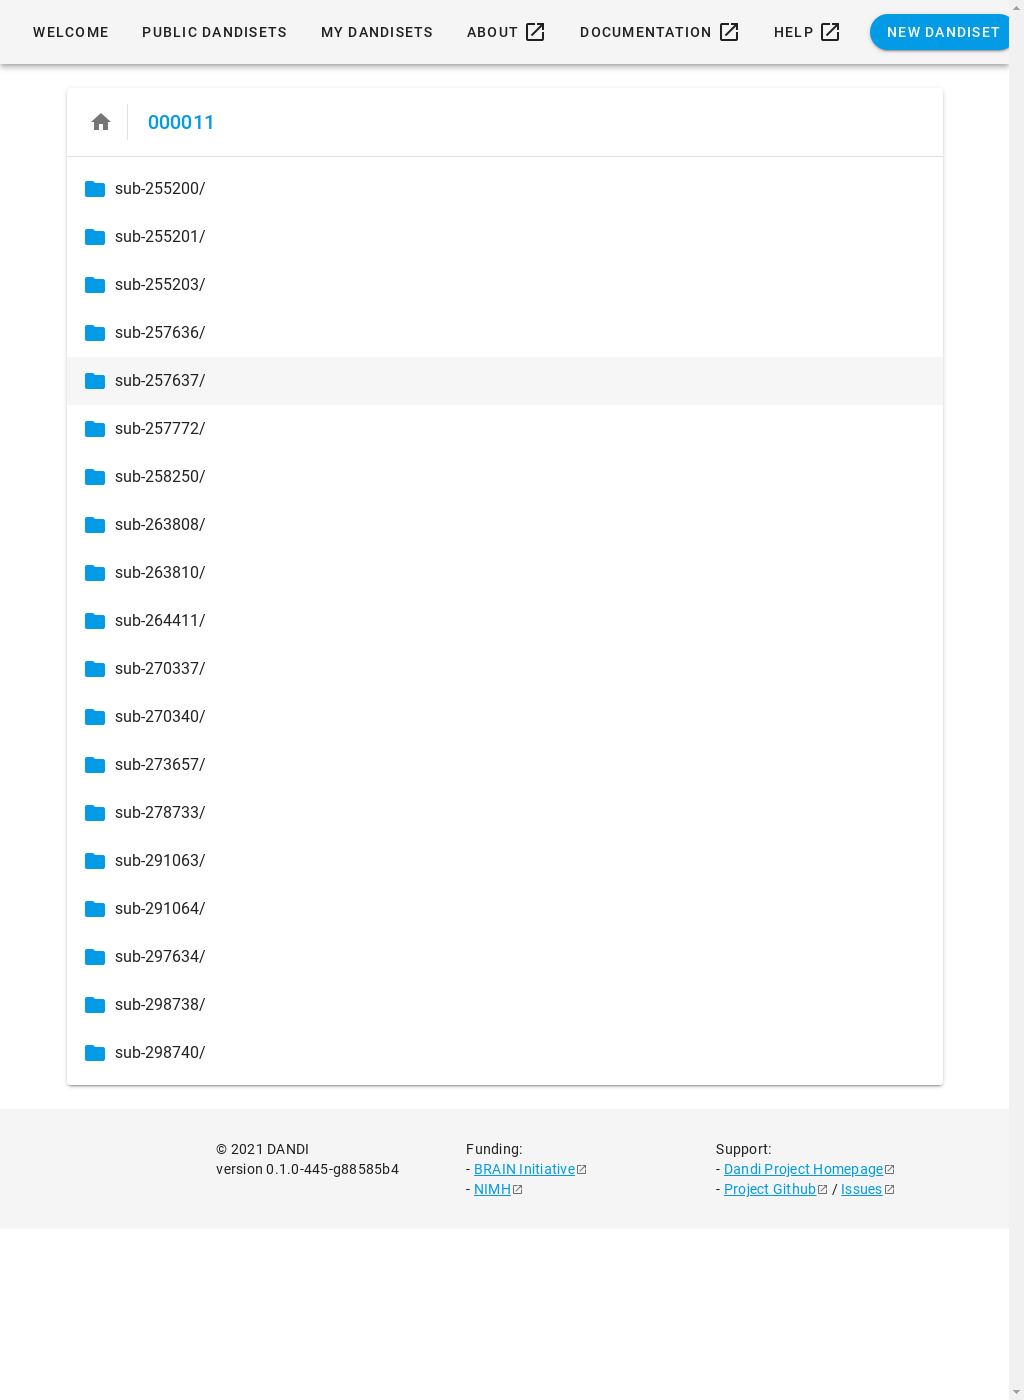 WELCOME PUBLIC DANDISETS MY DANDISETS ABOUT DOCUMENTATION HELP NEW DANDISET
000011
sub-255200/
sub-255201/
sub-255203/
sub-257636/
sub-257637/
sub-257772/
sub-258250/
sub-263808/
sub-263810/
sub-264411/
sub-270337/
sub-270340/
sub-273657/
sub-278733/
sub-291063/
sub-291064/
sub-297634/
sub-298738/
sub-298740/
© 2021 DANDI
version 0.1.0-445-g88585b4
Funding:
- BRAIN Initiative
- NIMH
Support:
- Dandi Project Homepage
- Project Github / Issues